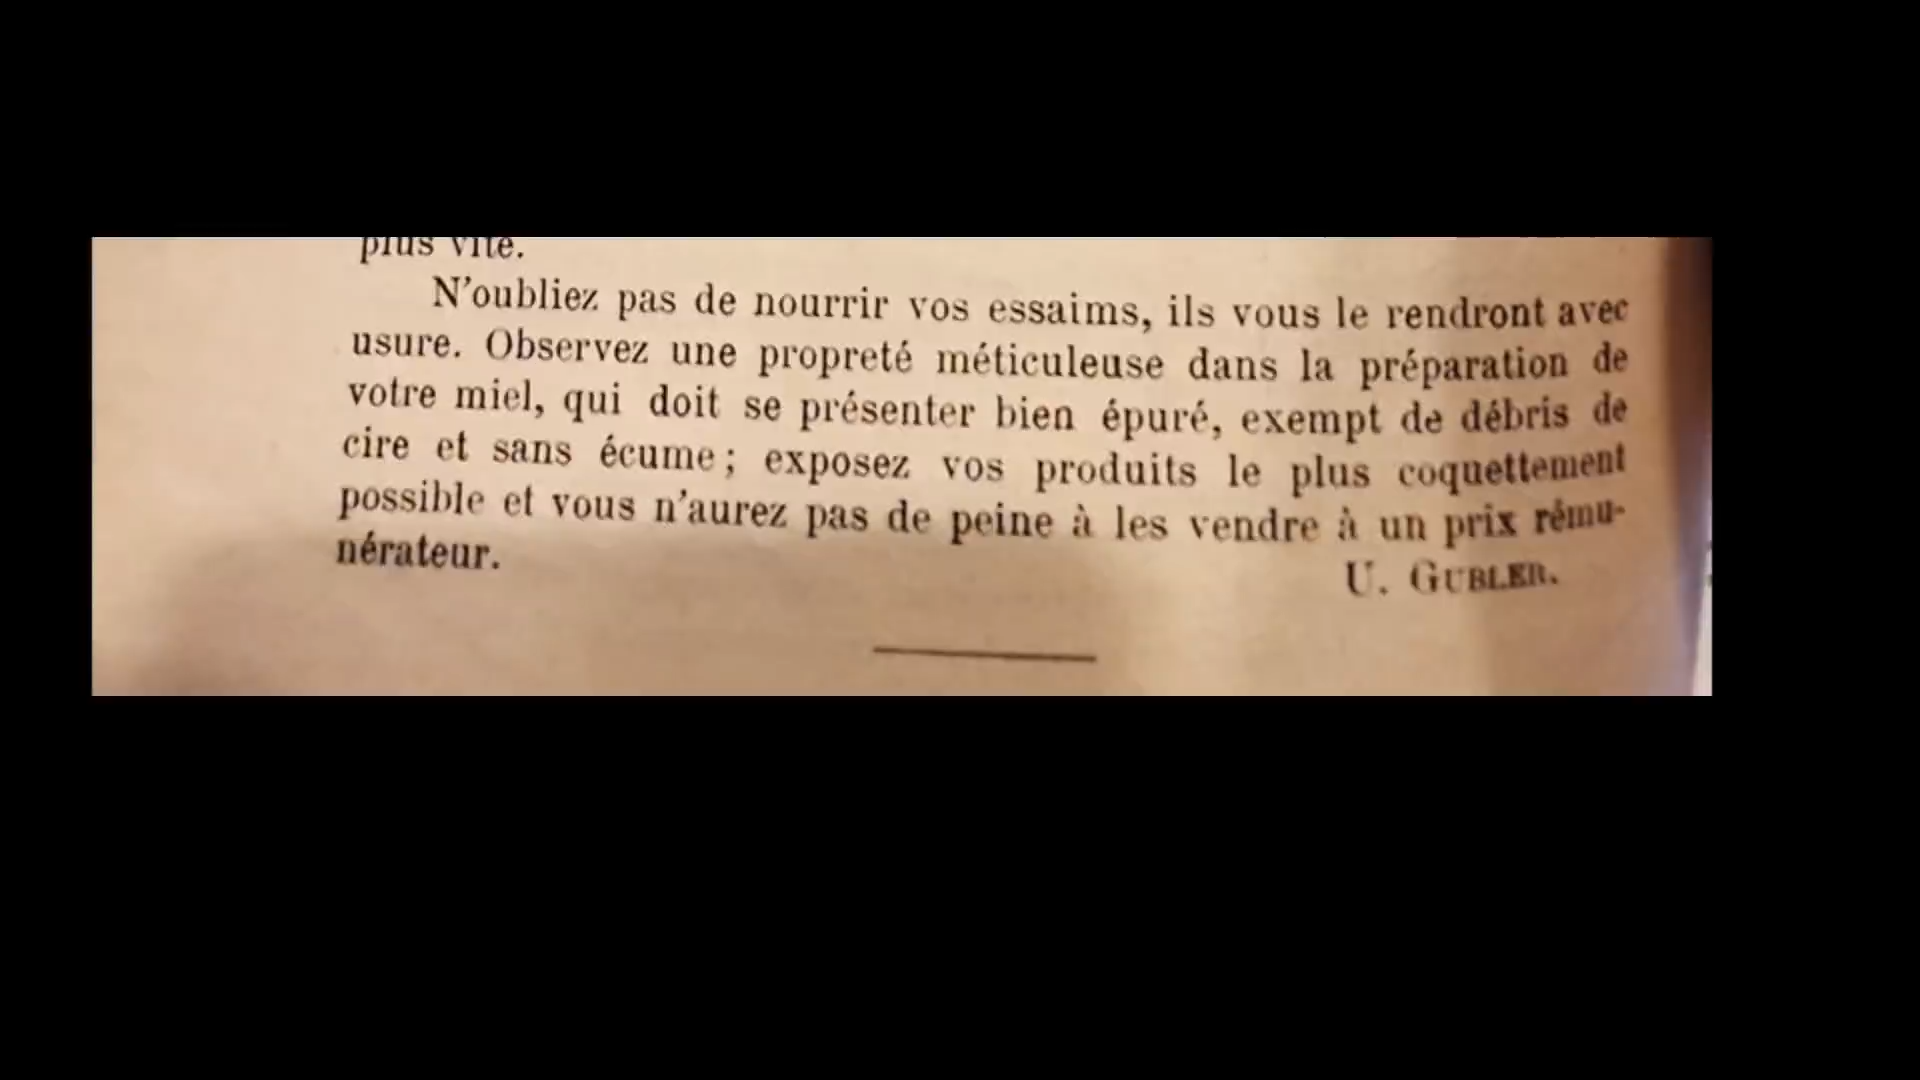 plus vite.
N'oubliez pas de nourrir vos essaims, ils vous le rendront avec
usure. Observez une propreté méticuleuse dans la préparation de
votre miel, qui doit se présenter bien épuré, exempt de débris de
cire et sans écume; exposez vos produits le plus coquettement
possible et vous n'aurez pas de peine à les vendre à un prix rému-
nérateur.
U. GUBLER.